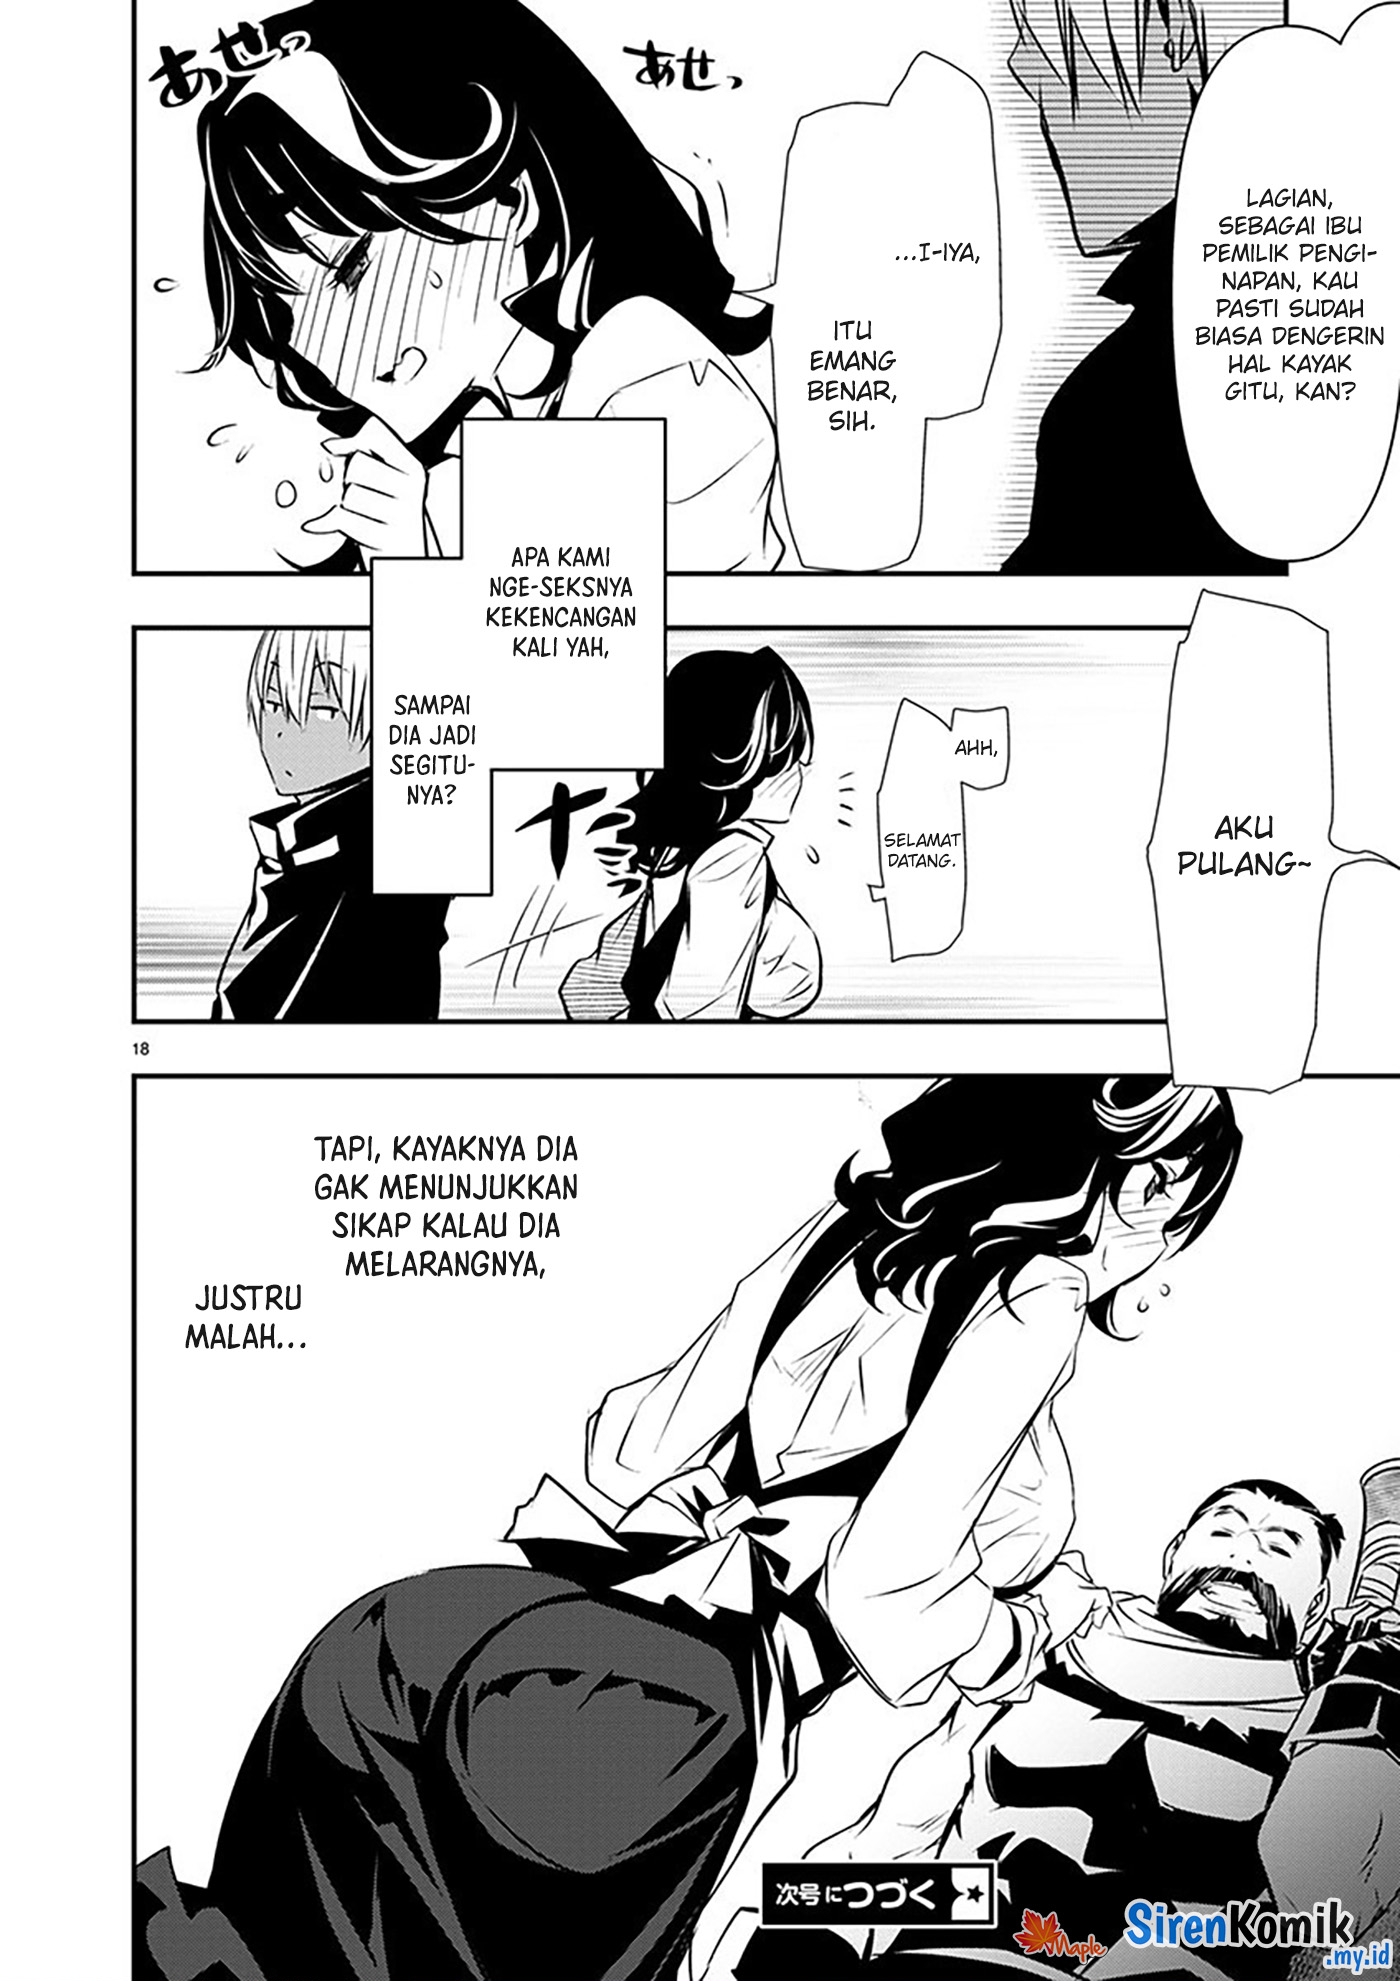 LAGIAN,
SEBAGAI IBU
PEMILIK PENGI-
NAPAN, KAU
PASTI SUDAH
BIASA DENGERIN
HAL KAYAK
GITU, KAN?
...I-IYA,
ITU
EMANG
BENAR,
SIH.
あせっ
あせっ
APA KAMI
NGE-SEKSNYA
KEKENCANGAN
KALI YAH,
SAMPAI
DIA JADI
SEGITU-
NYA?
AKU
PULANG~
AHH,
SELAMAT
DATANG.
18
TAPI, KAYAKNYA DIA
GAK MENUNJUKKAN
SIKAP KALAU DIA
MELARANGNYA,
JUSTRU
MALAH...
次号につづく
Maple
SirenKomik
.my.id